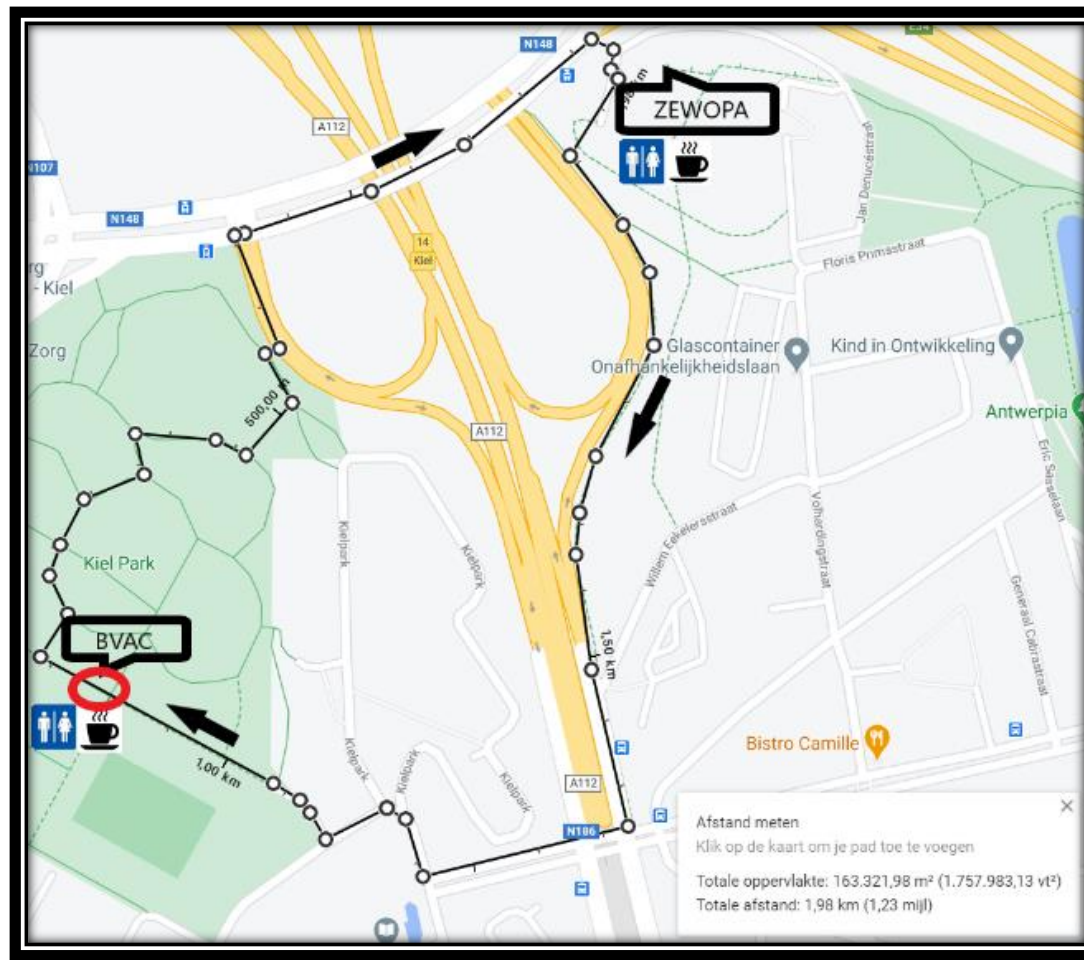 N148
ZEWOPA
A112
N107
N148
14
Kiel
- Kiel
Zorg
Jan Denucéstraat
Floris Primsstraat
Glascontainer
Onafhankelijkheidslaan
Kind in Ontwikkeling
Antwerpia
500,00 m
A112
Kielpark
Kielpark
Willem Eekelersstraat
Volhardingstraat
Eric Sasselaan
Generaal Cabrastraat
Kiel Park
BVAC
1,50 km
1,00 km
Kielpark
Kielpark
Kielpark
Bistro Camille
A112
N186
Afstand meten
Klik op de kaart om je pad toe te voegen
Totale oppervlakte: 163.321,98 m² (1.757.983,13 vt²)
Totale afstand: 1,98 km (1,23 mijl)